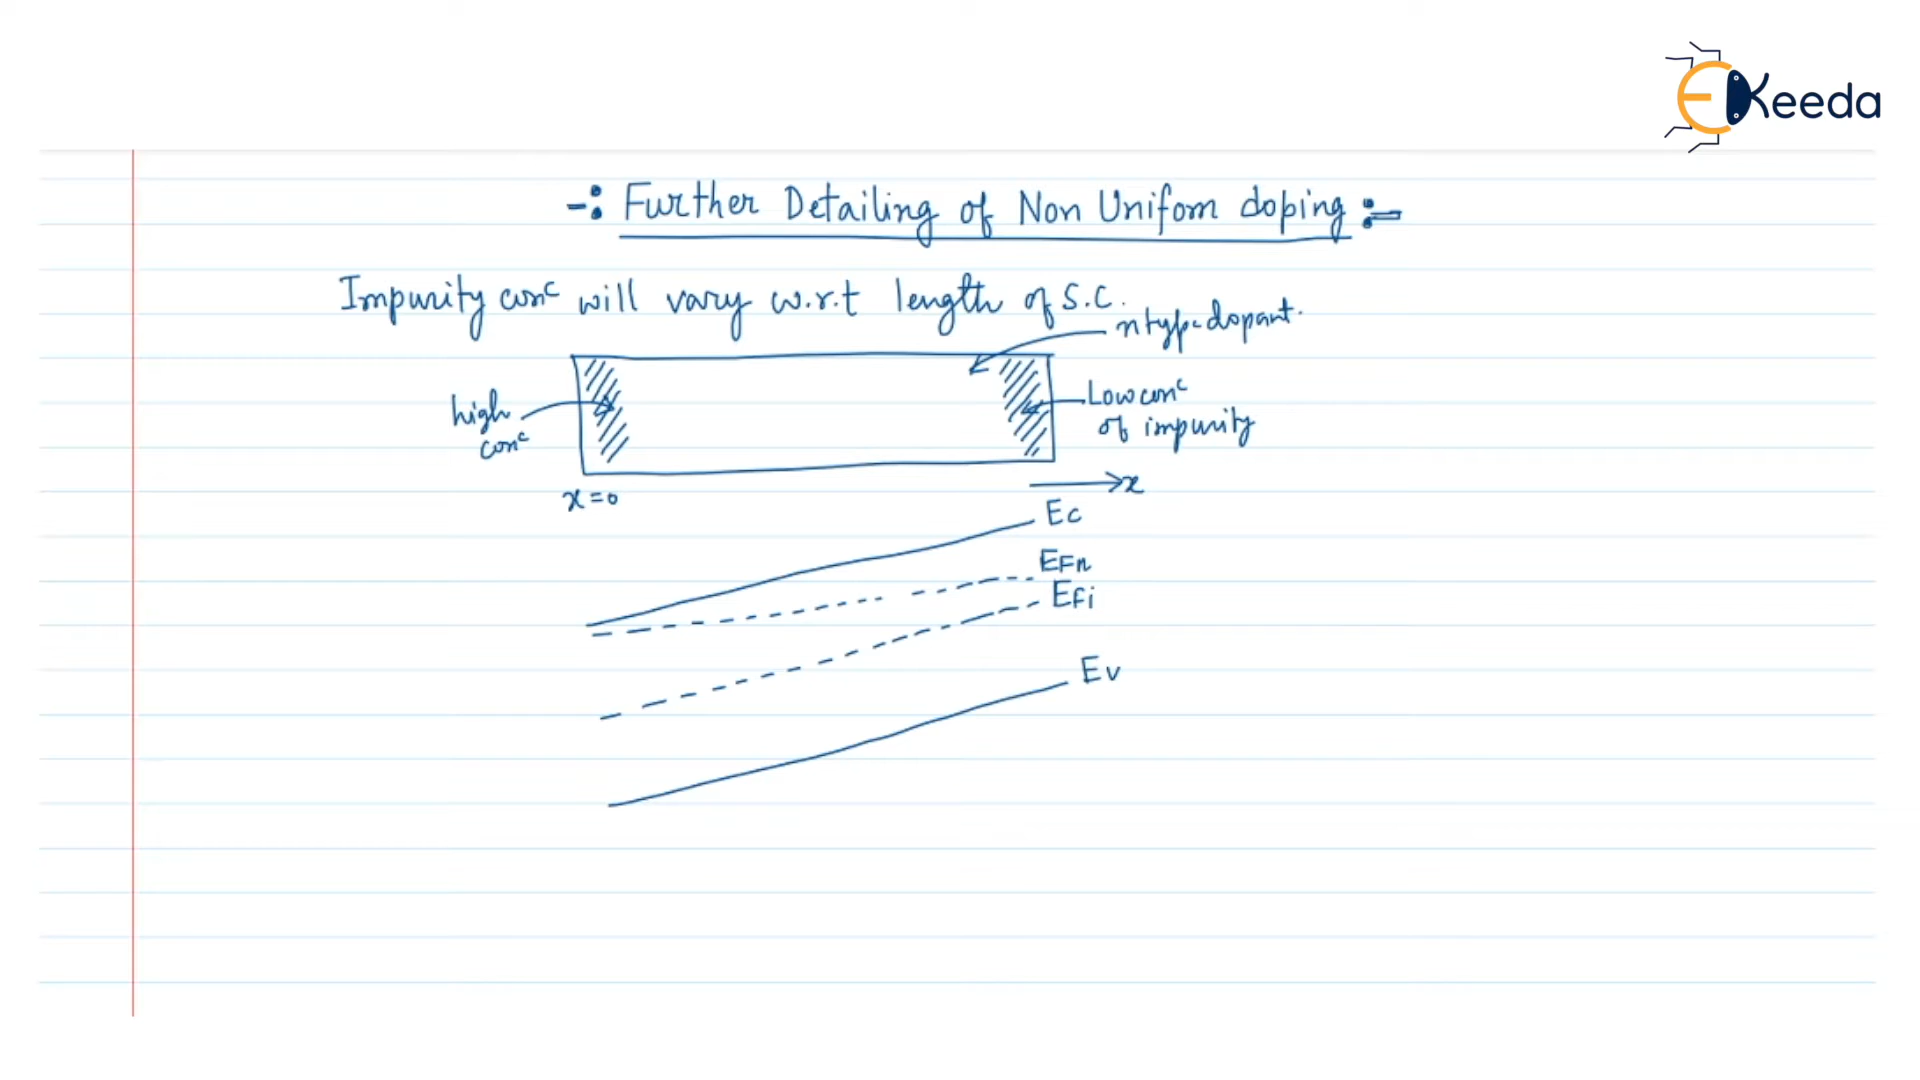 EKeeda
-: Further Detailing of Non Unifom doping :-
Impurity conc will vary w.r.t length of S.C.
n type dopant.
high conc
Low conc of impurity
x=0
x
Ec
EFn
EFi
Ev